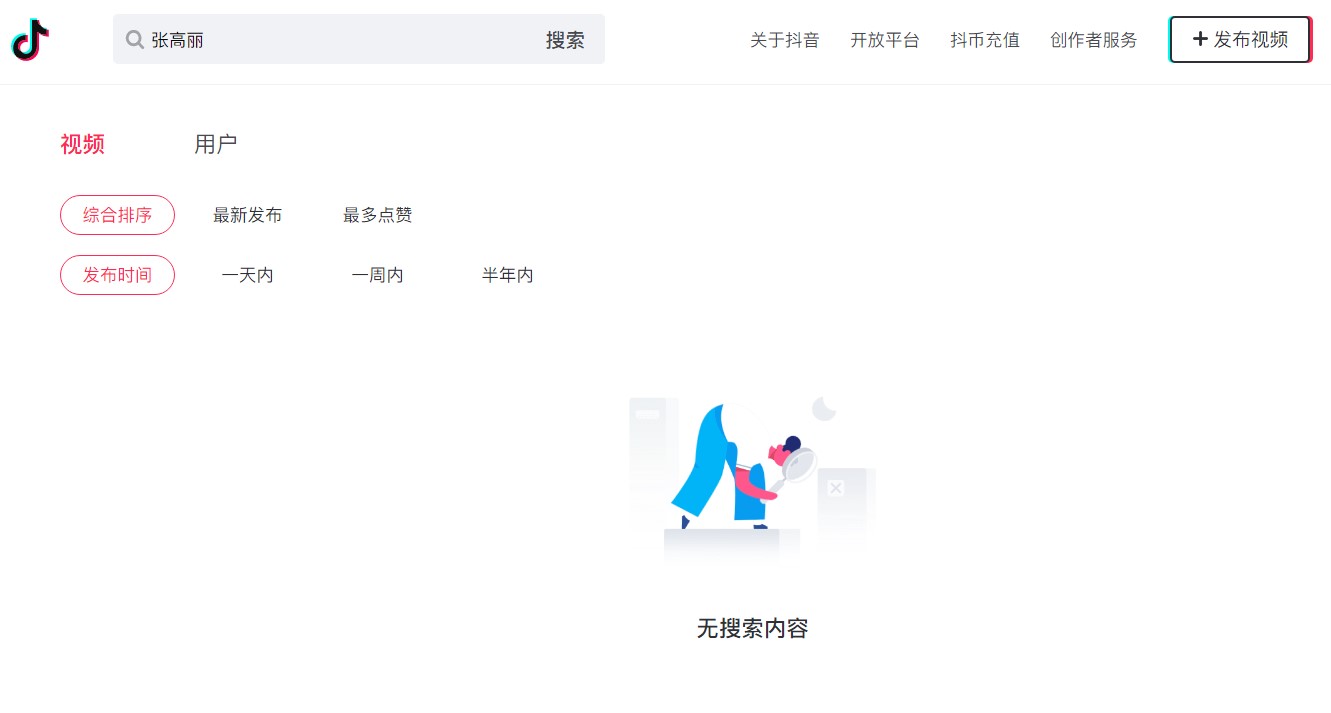 张高丽 搜索 关于抖音 开放平台 抖币充值 创作者服务 + 发布视频
视频 用户
综合排序 最新发布 最多点赞
发布时间 一天内 一周内 半年内
无搜索内容